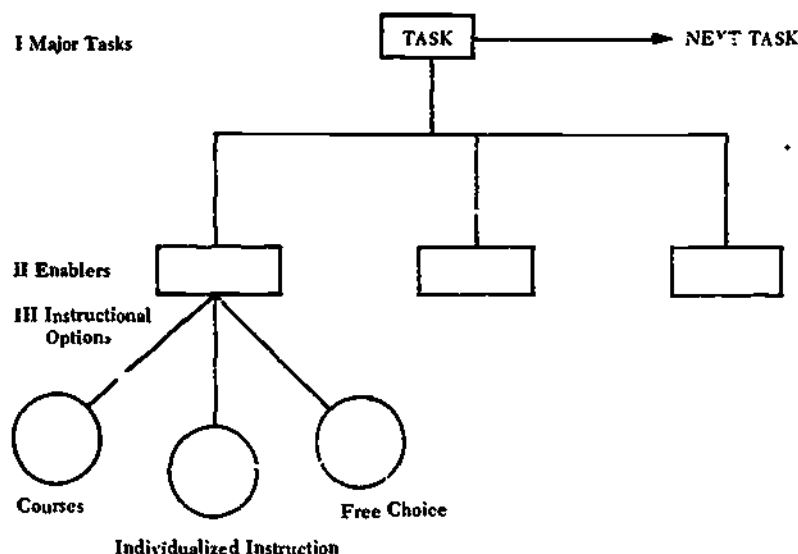 I Major Tasks
TASK
NEXT TASK
II Enablers
III Instructional
Options
Courses
Free Choice
Individualized Instruction